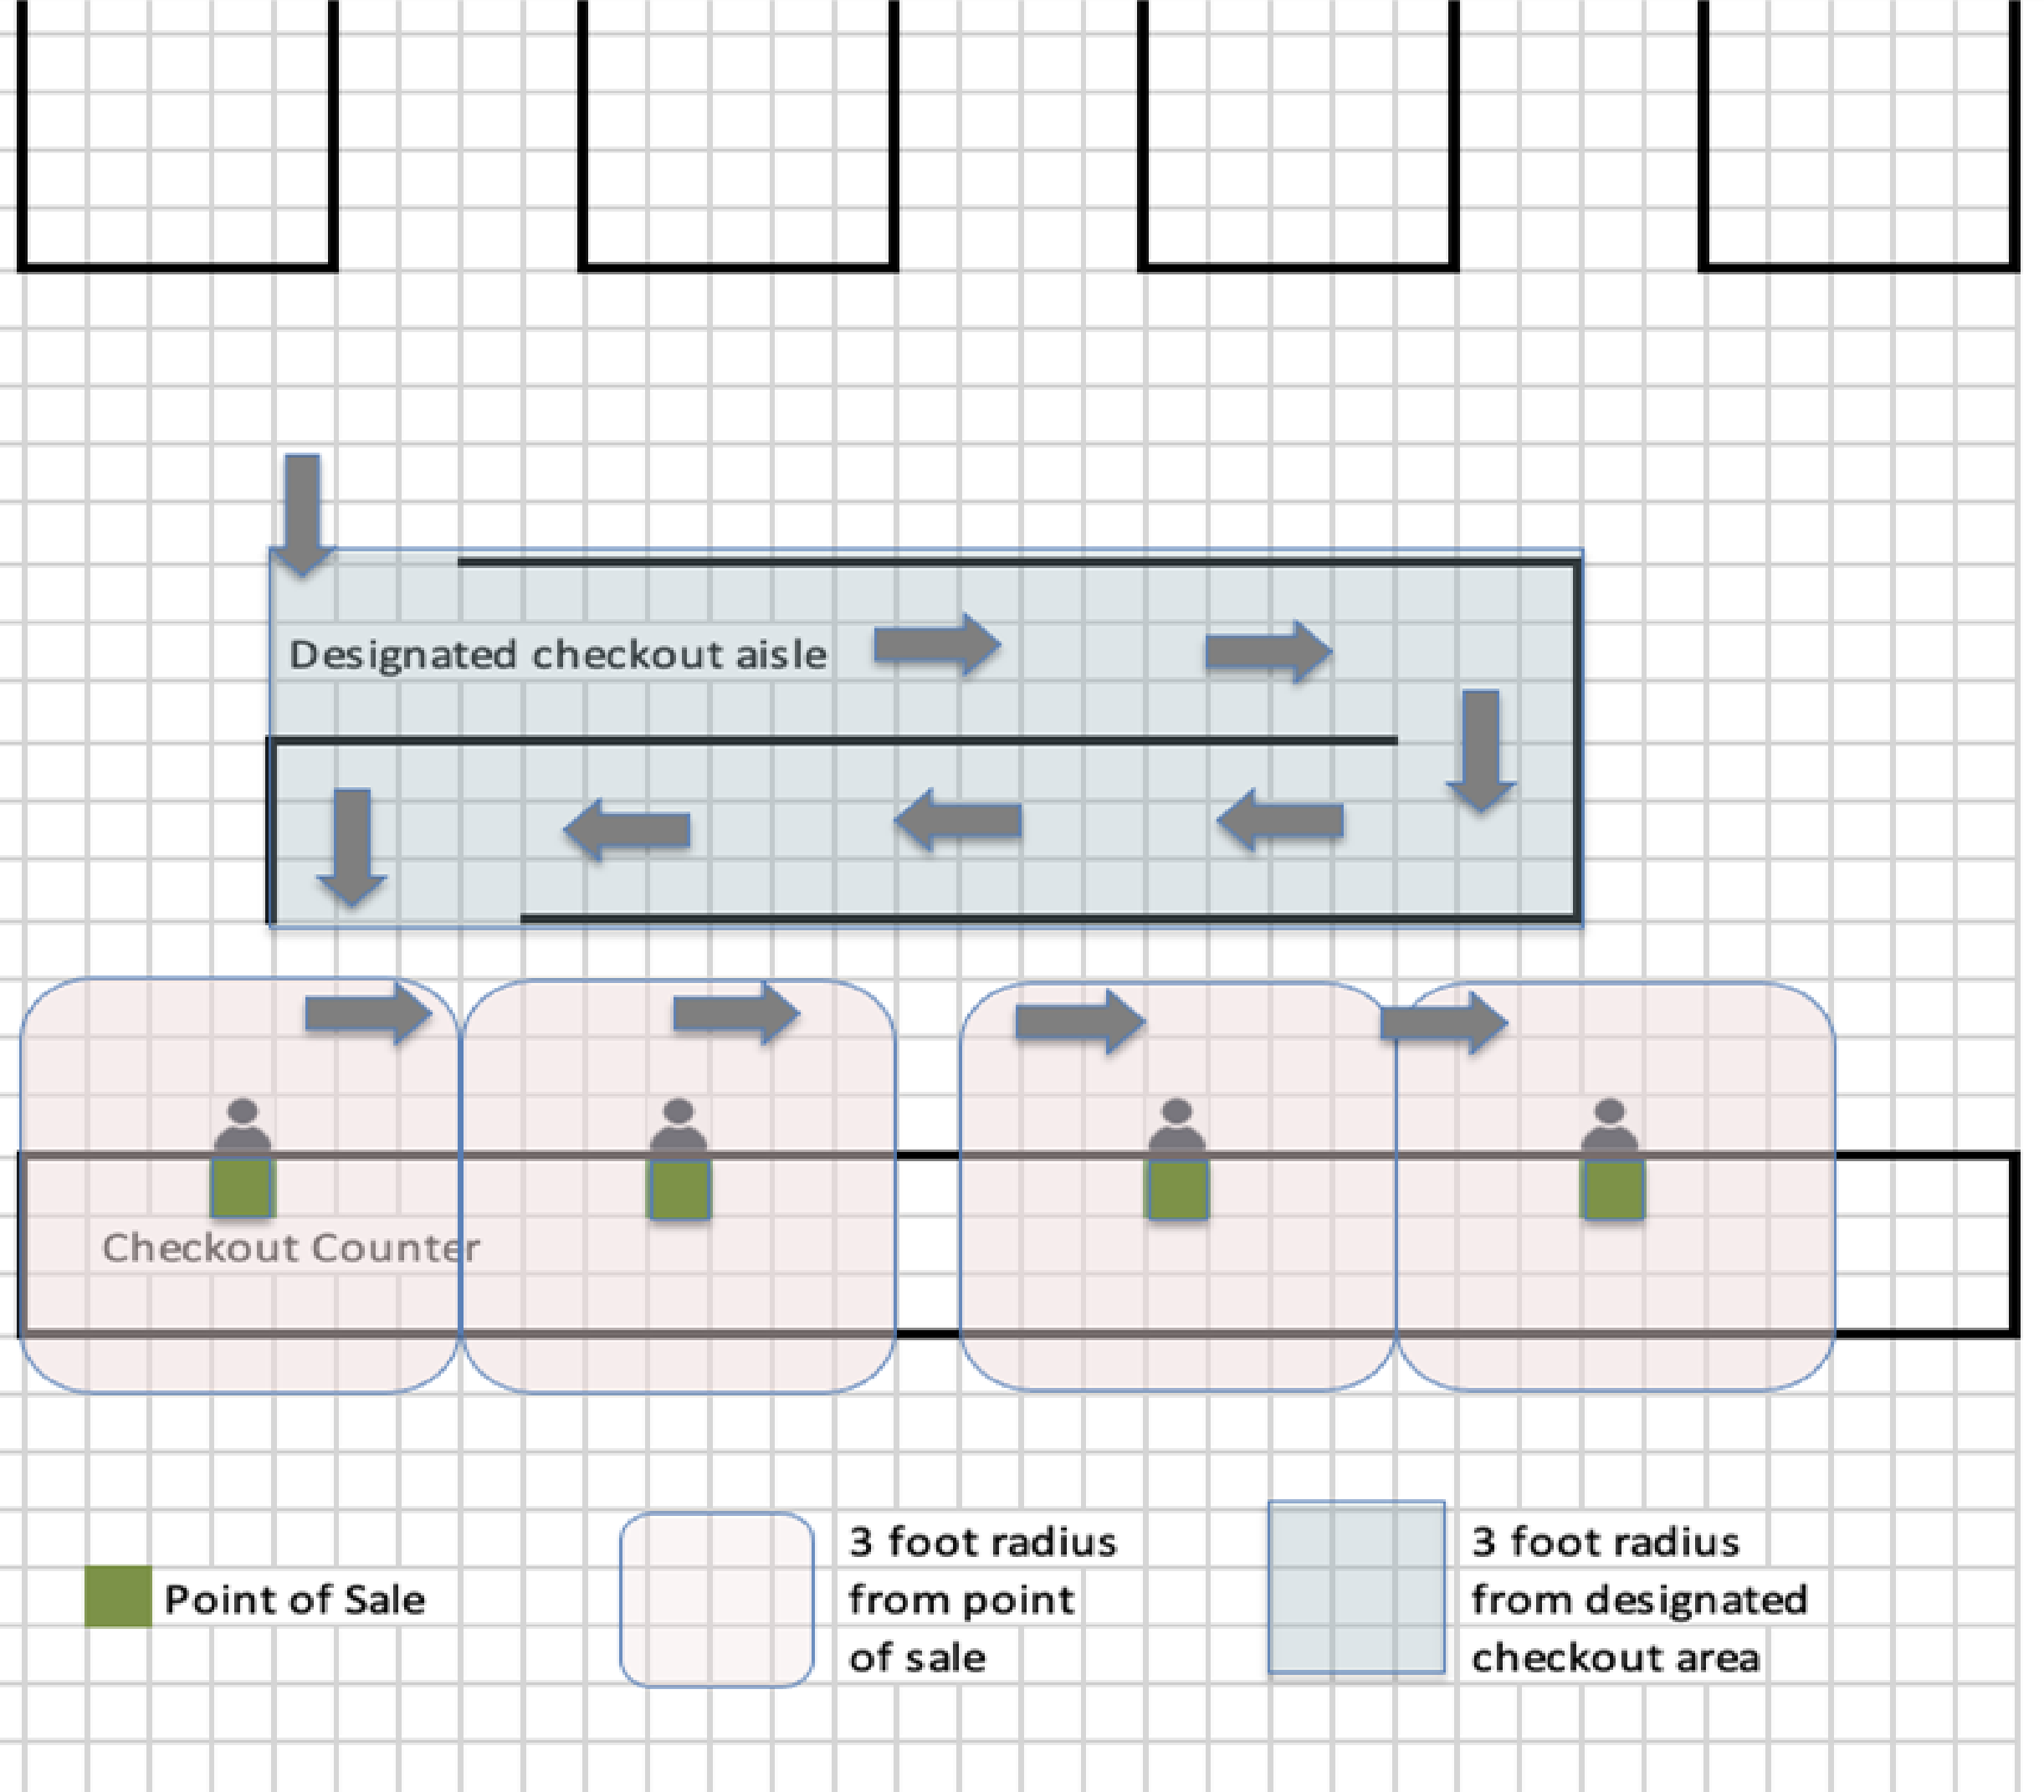 Designated checkout aisle
Checkout Counter
Point of Sale
3 foot radius
from point
of sale
3 foot radius
from designated
checkout area